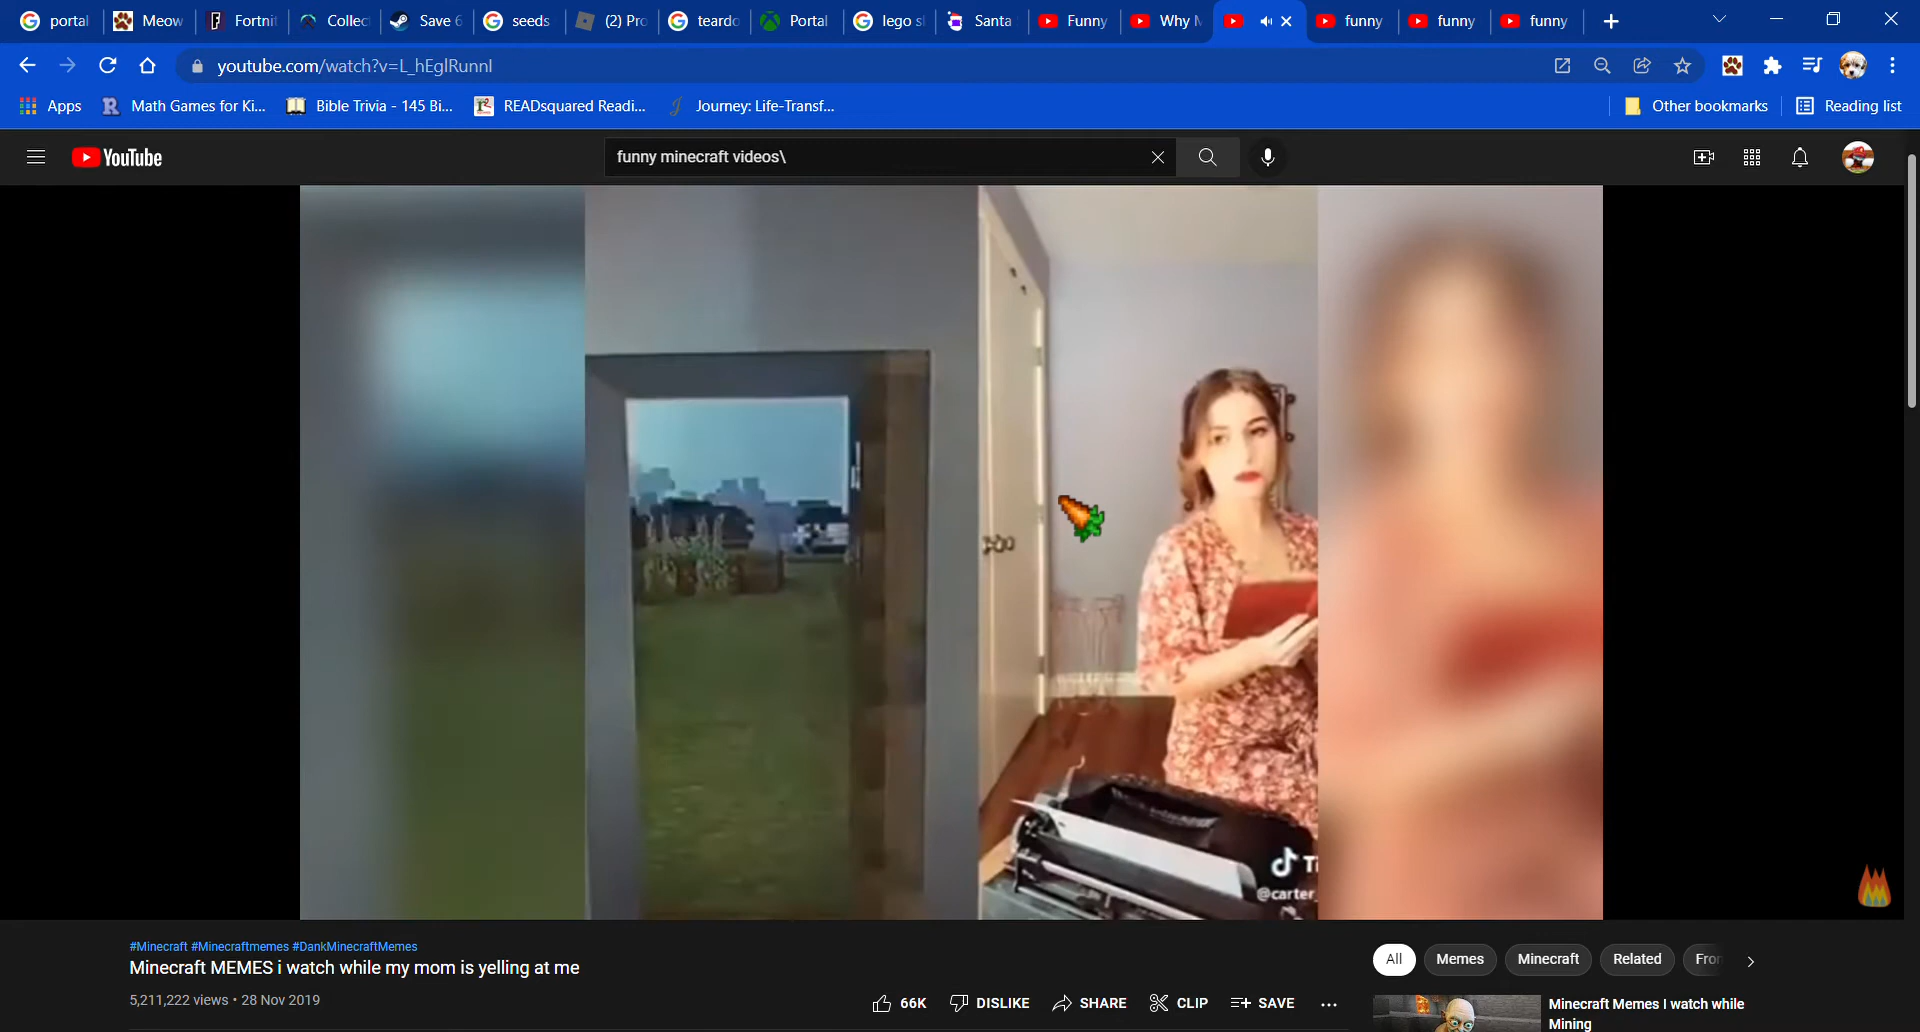 portal
Meow
Fortni
Collec
Save 6
seeds
(2) Pro
teardo
Portal
lego s
Santa
Funny
Why M
funny
funny
funny
youtube.com/watch?v=L_hEglRunnI
Apps
Math Games for Ki...
Bible Trivia - 145 Bi...
READsquared Readi...
Journey: Life-Transf...
Other bookmarks
Reading list
YouTube
funny minecraft videos\
Ti
@carter_
#Minecraft #Minecraftmemes #DankMinecraftMemes
Minecraft MEMES i watch while my mom is yelling at me
5,211,222 views • 28 Nov 2019
66K
DISLIKE
SHARE
CLIP
SAVE
All
Memes
Minecraft
Related
Fron
Minecraft Memes I watch while
Mining